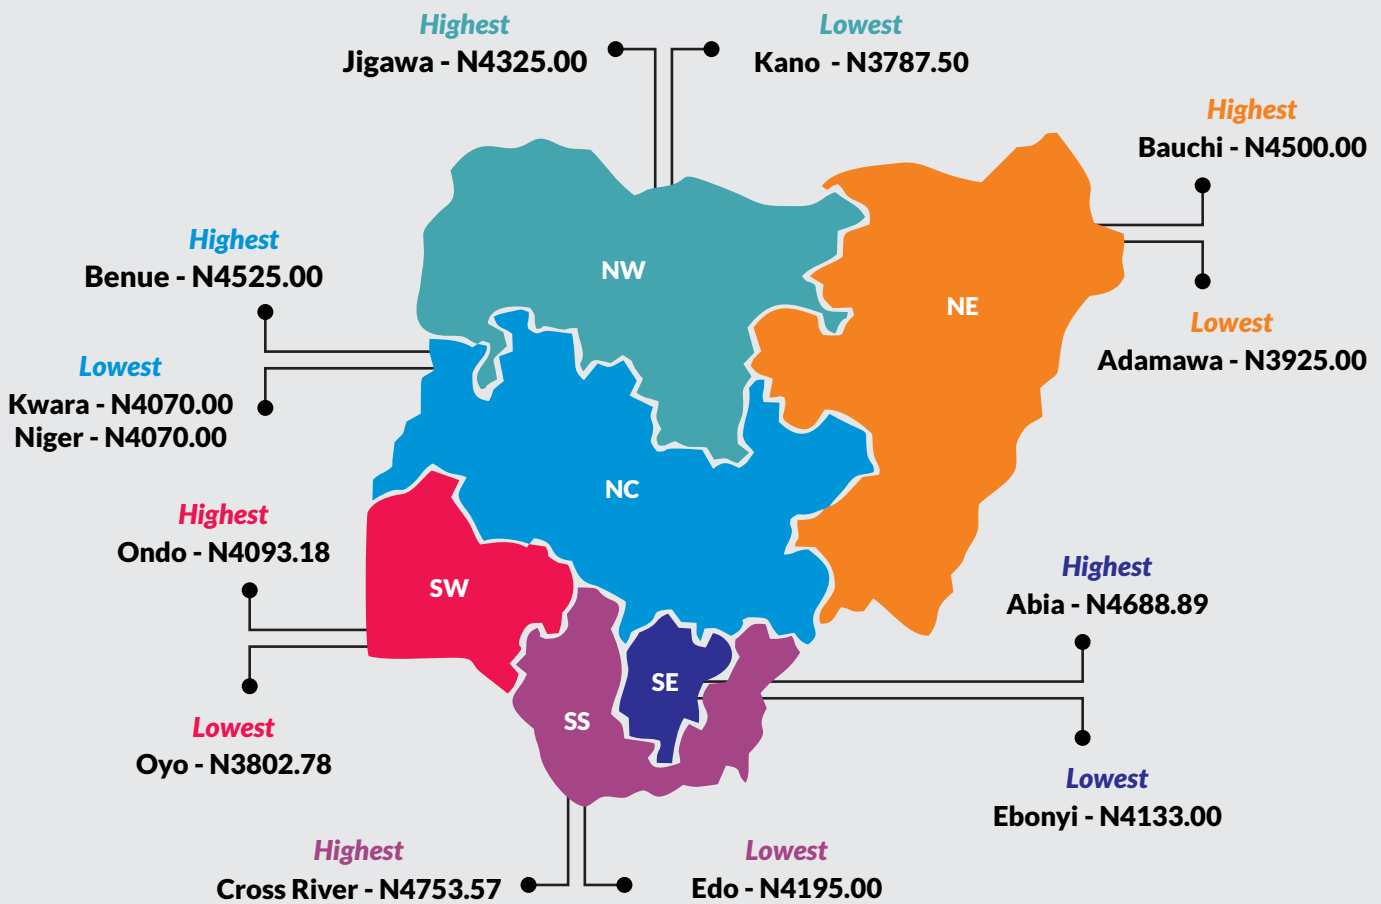 Highest
Jigawa - N4325.00
Lowest
Kano - N3787.50
Highest
Bauchi - N4500.00
Lowest
Adamawa - N3925.00
Highest
Benue - N4525.00
Lowest
Kwara - N4070.00
Niger - N4070.00
NW
NE
NC
SW
SE
SS
Highest
Ondo - N4093.18
Lowest
Oyo - N3802.78
Highest
Abia - N4688.89
Lowest
Ebonyi - N4133.00
Highest
Cross River - N4753.57
Lowest
Edo - N4195.00